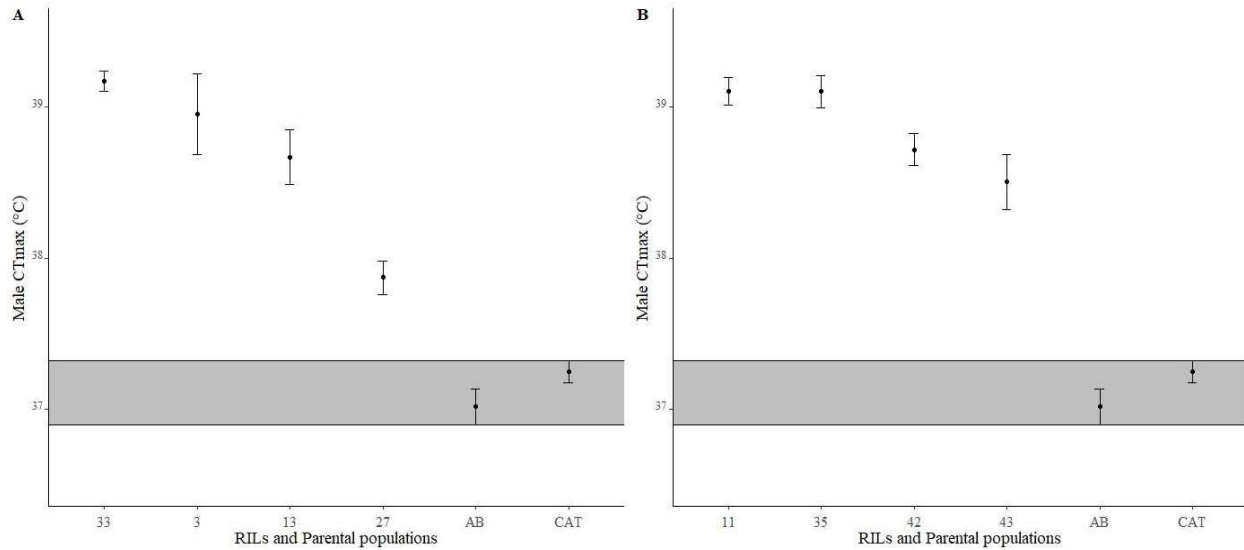 A
Male CTmax (°C)
39
38
37
33 3 13 27 AB CAT
RILs and Parental populations
B
Male CTmax (°C)
39
38
37
11 35 42 43 AB CAT
RILs and Parental populations